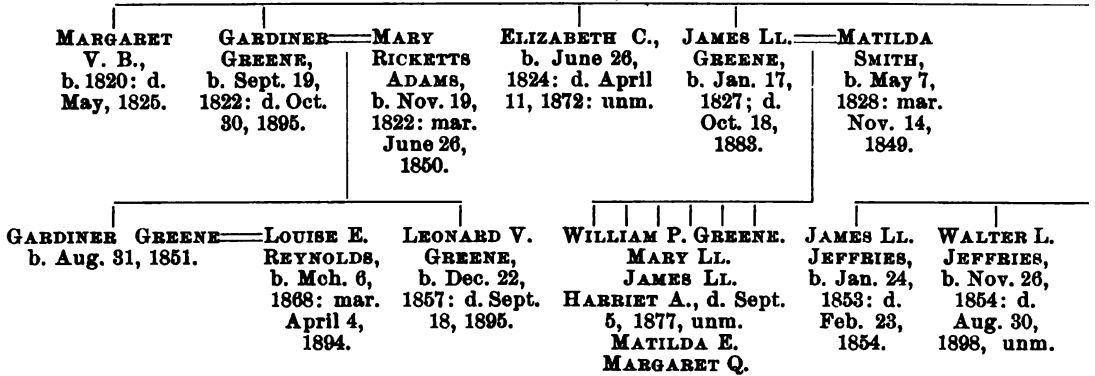 MARGARET
V. B.,
b. 1820: d.
May, 1825.
GARDINER
GREENE,
b. Sept. 19,
1822: d. Oct.
30, 1895.
MARY
RICKETTS
ADAMS,
b. Nov. 19,
1822: mar.
June 26,
1850.
ELIZABETH C.,
b. June 26,
1824: d. April
11, 1872: unm.
JAMES LL.
GREENE,
b. Jan. 17,
1827; d.
Oct. 18,
1883.
MATILDA
SMITH,
b. May 7,
1828: mar.
Nov. 14,
1849.
GARDINER GREENE
b. Aug. 31, 1851.
LOUISE E.
REYNOLDS,
b. Mch. 6,
1868: mar.
April 4,
1894.
LEONARD V.
GREENE,
b. Dec. 22,
1857: d. Sept.
18, 1895.
WILLIAM P. GREENE.
MARY LL.
JAMES LL.
HARRIET A., d. Sept.
5, 1877, unm.
MATILDA E.
MARGARET Q.
JAMES LL.
JEFFRIES,
b. Jan. 24,
1853: d.
Feb. 23,
1854.
WALTER L.
JEFFRIES,
b. Nov. 26,
1854: d.
Aug. 30,
1898, unm.